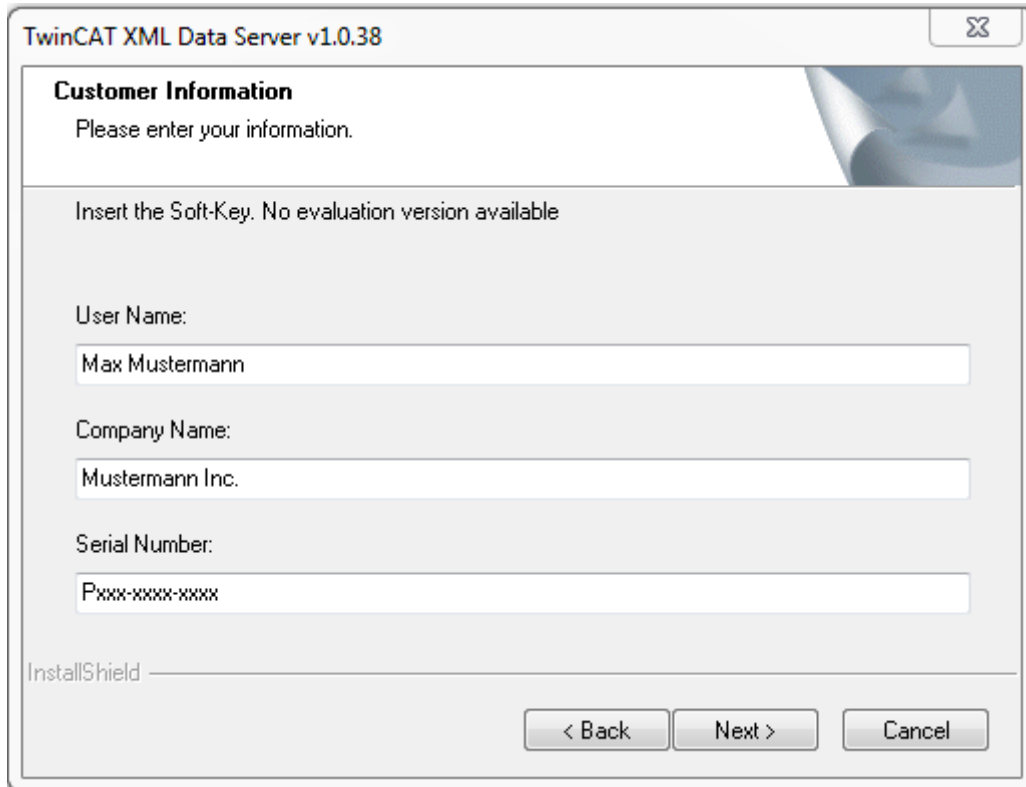 TwinCAT XML Data Server v1.0.38
Customer Information
Please enter your information.
Insert the Soft-Key. No evaluation version available
User Name:
Max Mustermann
Company Name:
Mustermann Inc.
Serial Number:
Pxxx-xxxx-xxxx
InstallShield
< Back Next > Cancel